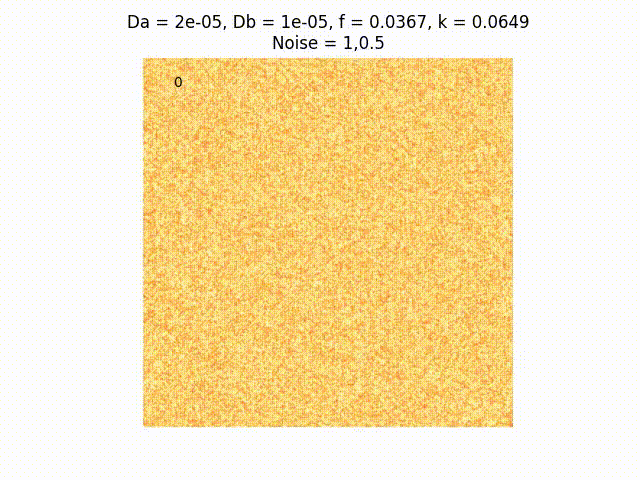 Da = 2e-05, Db = 1e-05, f = 0.0367, k = 0.0649
Noise = 1,0.5
0